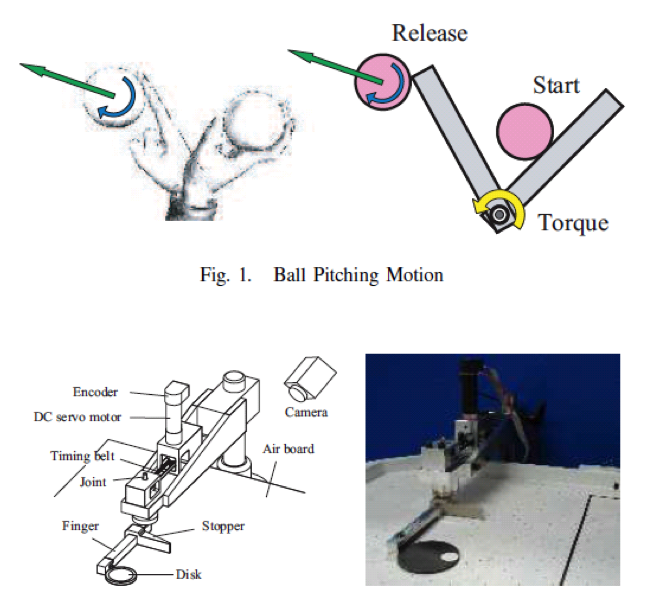 Release
Start
Torque
Fig. 1. Ball Pitching Motion
Encoder
DC servo motor
Camera
Timing belt
Air board
Joint
Finger
Stopper
Disk